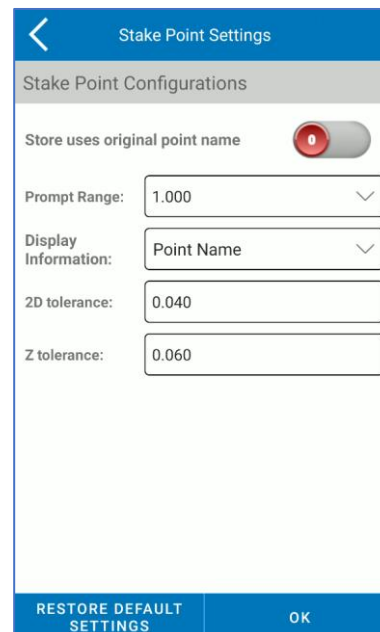 Stake Point Settings
Stake Point Configurations
Store uses original point name
0
Prompt Range:
1.000
Display
Information:
Point Name
2D tolerance:
0.040
Z tolerance:
0.060
RESTORE DEFAULT
SETTINGS
OK